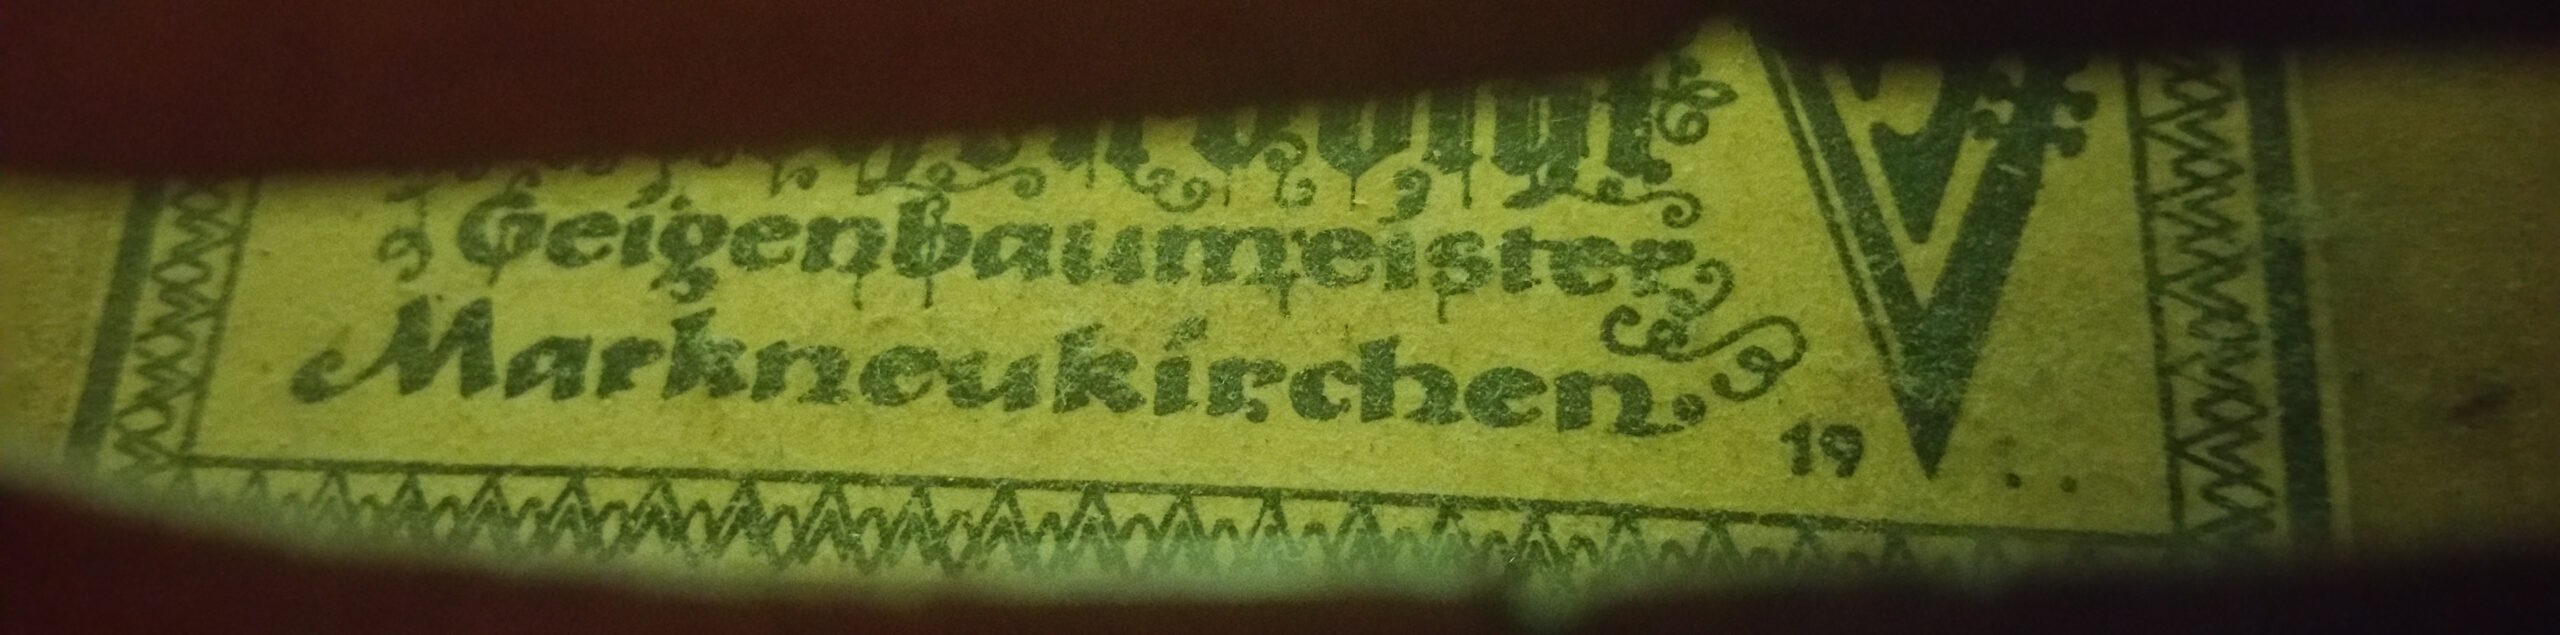 Geigenbaumeister
Markneukirchen.
19 ..